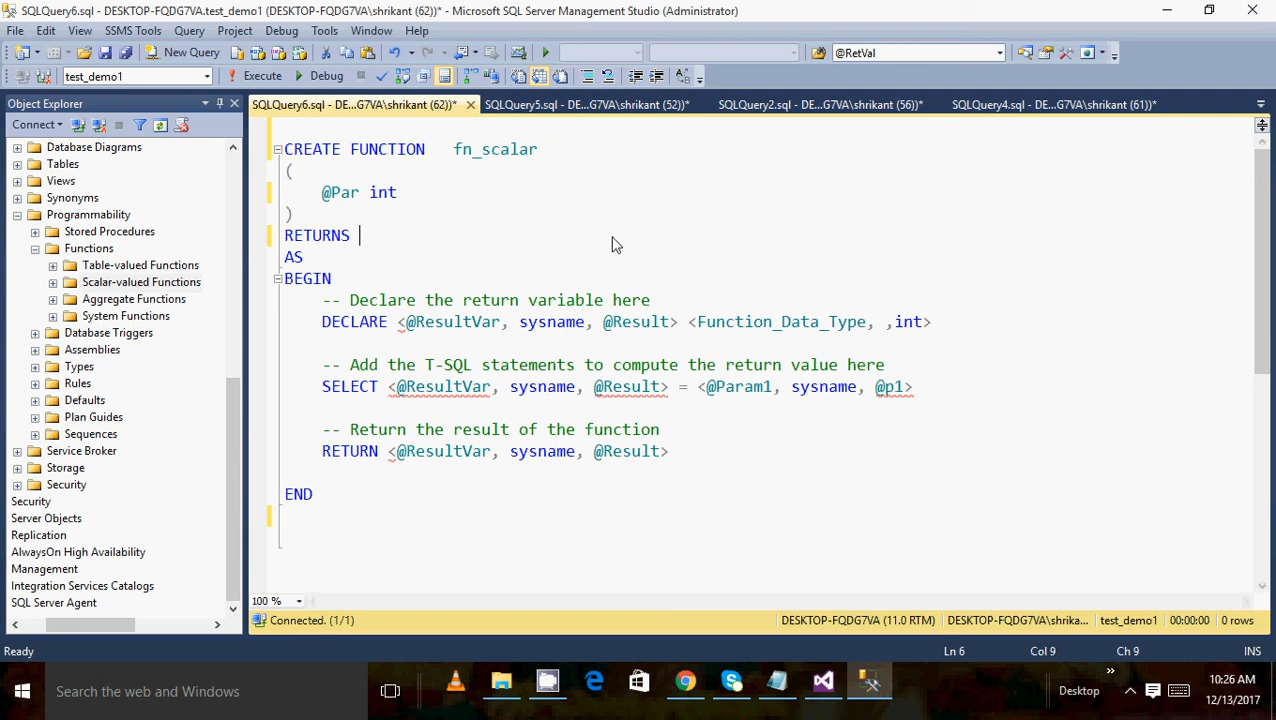 SQLQuery6.sql - DESKTOP-FQDG7VA.test_demo1 (DESKTOP-FQDG7VA\shrikant (62))* - Microsoft SQL Server Management Studio (Administrator)
File Edit View SSMS Tools Query Project Debug Tools Window Help
New Query @RetVal
test_demo1 Execute Debug
Object Explorer
SQLQuery6.sql - DE...G7VA\shrikant (62))* SQLQuery5.sql - DE...G7VA\shrikant (52))* SQLQuery2.sql - DE...G7VA\shrikant (56))* SQLQuery4.sql - DE...G7VA\shrikant (61))*
Connect
Database Diagrams
Tables
Views
Synonyms
Programmability
Stored Procedures
Functions
Table-valued Functions
Scalar-valued Functions
Aggregate Functions
System Functions
Database Triggers
Assemblies
Types
Rules
Defaults
Plan Guides
Sequences
Service Broker
Storage
Security
Security
Server Objects
Replication
AlwaysOn High Availability
Management
Integration Services Catalogs
SQL Server Agent
CREATE FUNCTION fn_scalar
(
@Par int
)
RETURNS
AS
BEGIN
-- Declare the return variable here
DECLARE <@ResultVar, sysname, @Result> <Function_Data_Type, ,int>
-- Add the T-SQL statements to compute the return value here
SELECT <@ResultVar, sysname, @Result> = <@Param1, sysname, @p1>
-- Return the result of the function
RETURN <@ResultVar, sysname, @Result>
END
100 %
Connected. (1/1) DESKTOP-FQDG7VA (11.0 RTM) DESKTOP-FQDG7VA\shrika... test_demo1 00:00:00 0 rows
Ready Ln 6 Col 9 Ch 9 INS
Search the web and Windows
Desktop
10:26 AM
12/13/2017